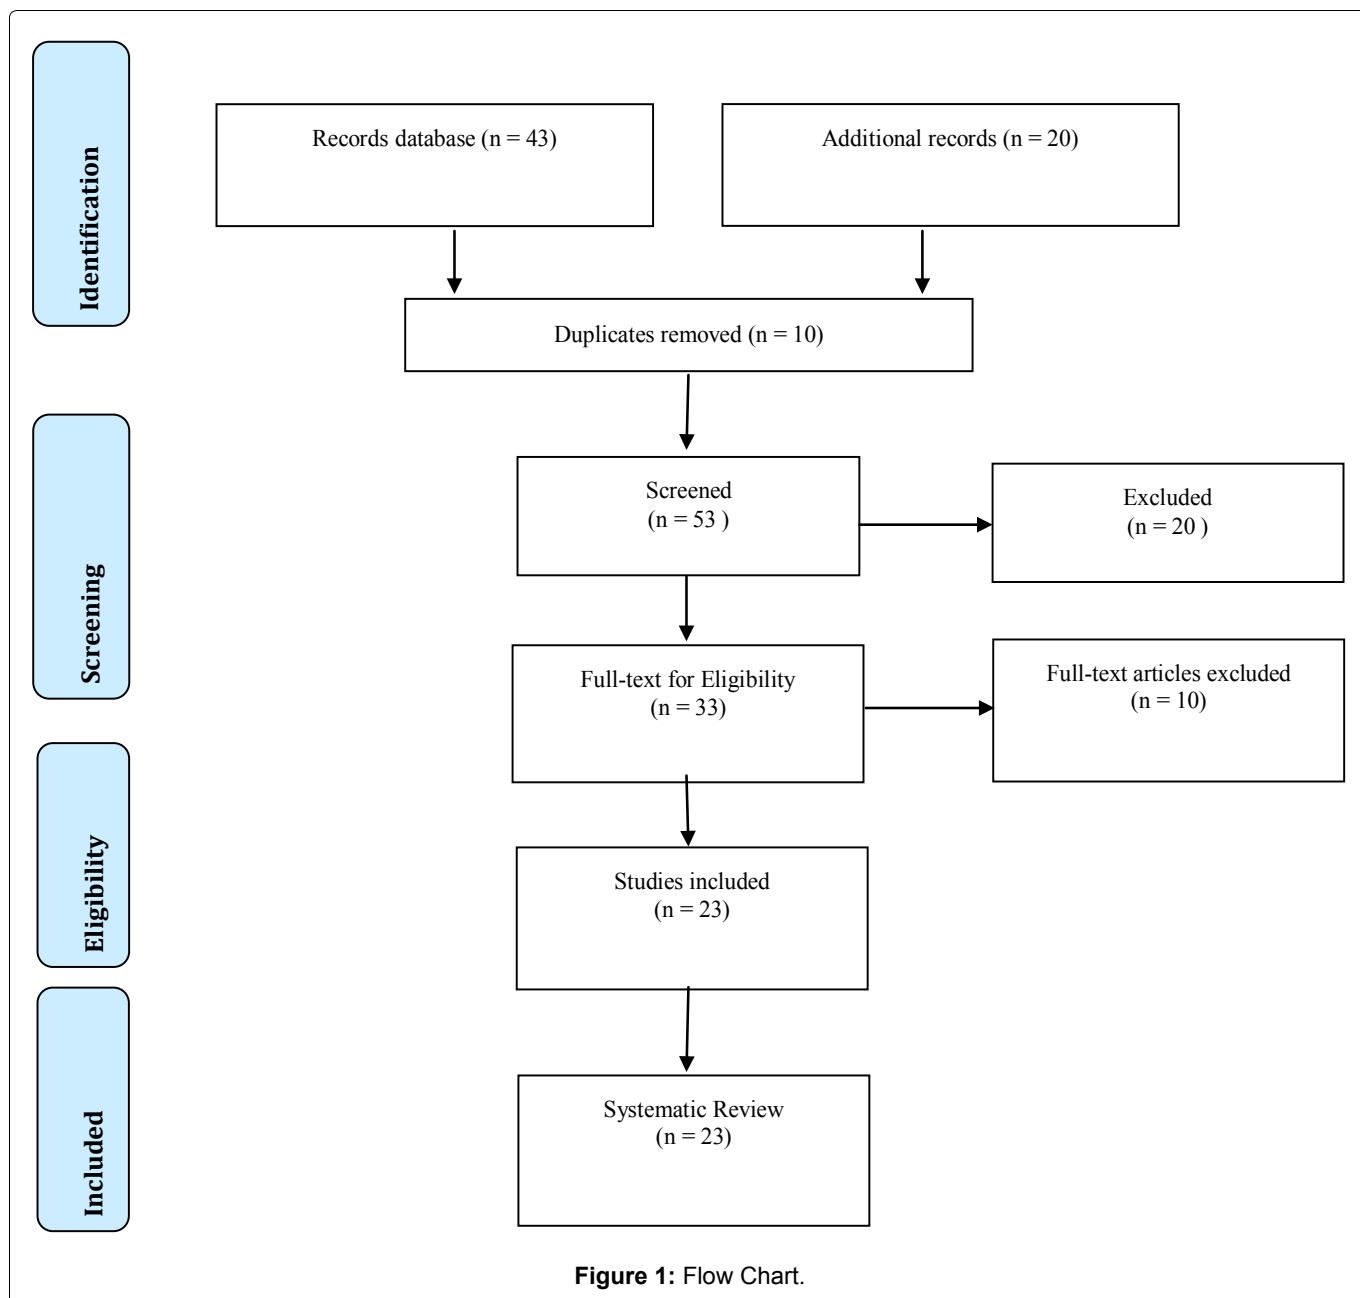 Identification
Records database (n = 43)
Additional records (n = 20)
Duplicates removed (n = 10)
Screening
Screened
(n = 53 )
Excluded
(n = 20 )
Full-text for Eligibility
(n = 33)
Full-text articles excluded
(n = 10)
Eligibility
Studies included
(n = 23)
Included
Systematic Review
(n = 23)
Figure 1: Flow Chart.